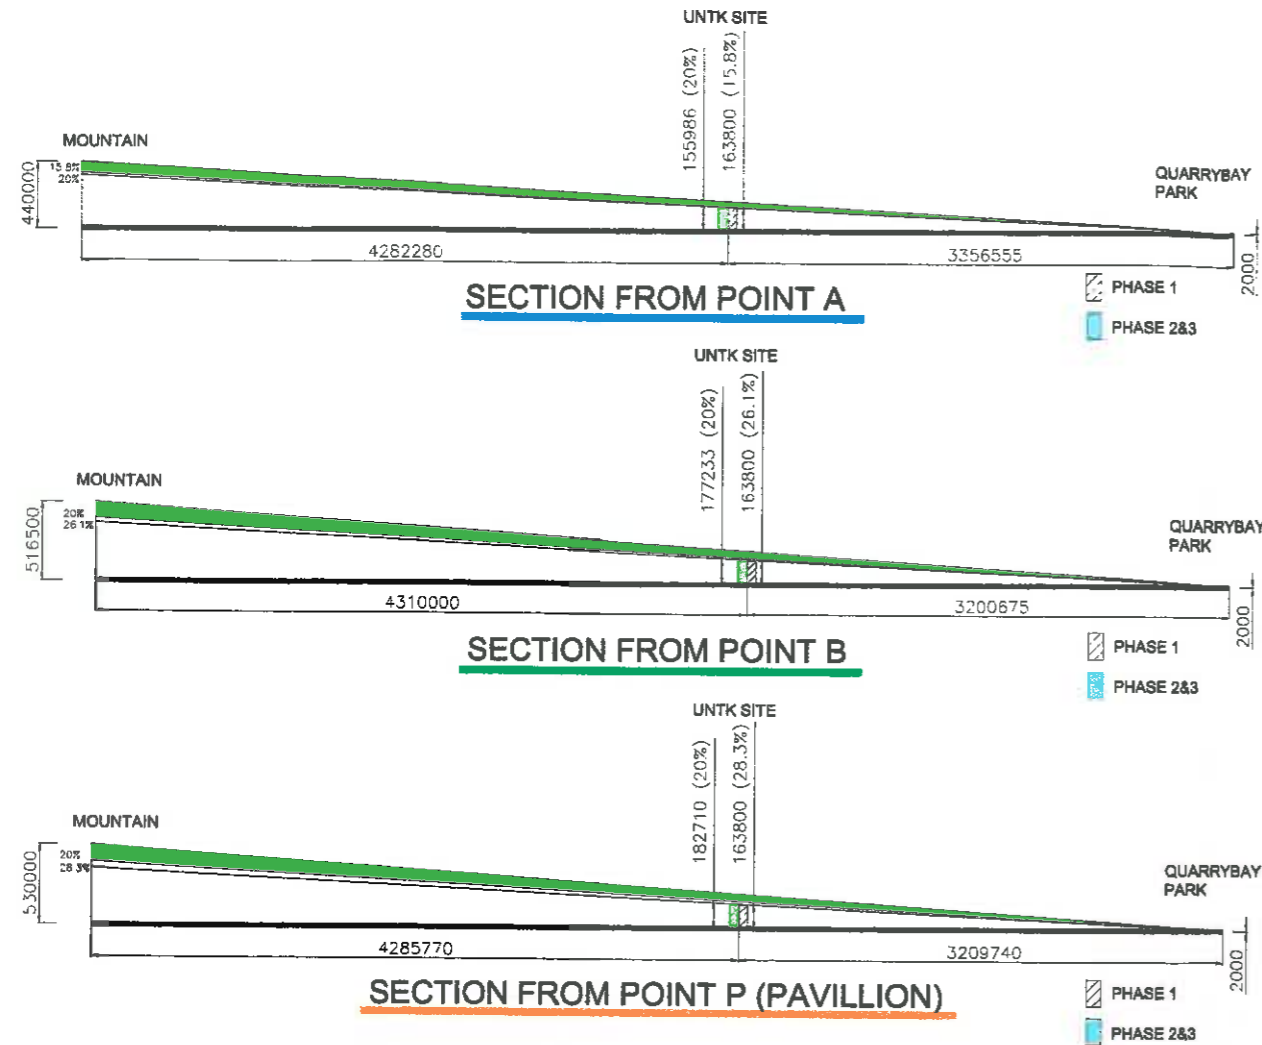 UNTK SITE
155986 (20%)
163800 (15.8%)
MOUNTAIN
440000
15.8%
20%
QUARRYBAY
PARK
4282280
3356555
2000
SECTION FROM POINT A
PHASE 1
PHASE 2&3
UNTK SITE
177233 (20%)
163800 (26.1%)
MOUNTAIN
516500
20%
26.1%
QUARRYBAY
PARK
4310000
3200675
2000
SECTION FROM POINT B
PHASE 1
PHASE 2&3
UNTK SITE
182710 (20%)
163800 (28.3%)
MOUNTAIN
530000
20%
28.3%
QUARRYBAY
PARK
4285770
3209740
2000
SECTION FROM POINT P (PAVILLION)
PHASE 1
PHASE 2&3